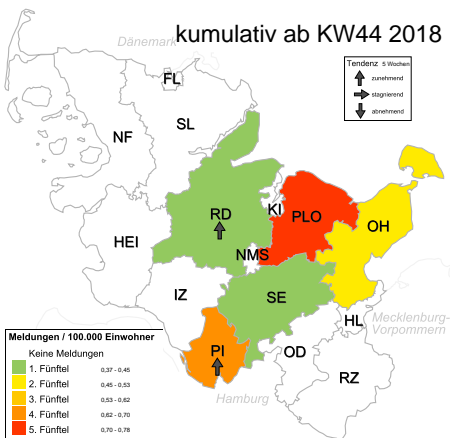 kumulativ ab KW44 2018
Dänemark
Tendenz 5 Wochen
zunehmend
stagnierend
abnehmend
FL
SL
NF
KI
RD
PLO
OH
HEI
NMS
IZ
SE
HL
Mecklenburg-
Vorpommern
PI
OD
RZ
Hamburg
Meldungen / 100.000 Einwohner
Keine Meldungen
1. Fünftel 0,37 - 0,45
2. Fünftel 0,45 - 0,53
3. Fünftel 0,53 - 0,62
4. Fünftel 0,62 - 0,70
5. Fünftel 0,70 - 0,78